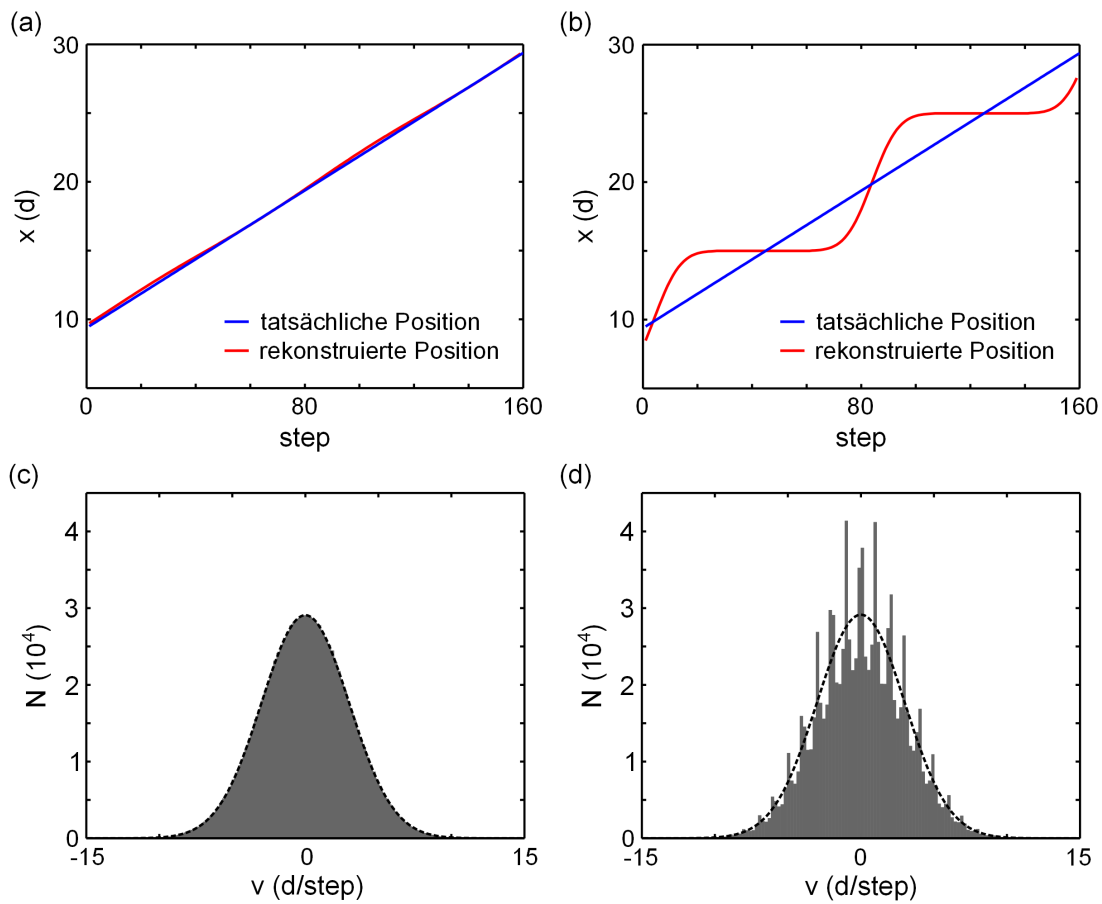 (a)
30
20
10
x (d)
tatsächliche Position
rekonstruierte Position
0
80
160
step
(b)
30
20
10
x (d)
tatsächliche Position
rekonstruierte Position
0
80
160
step
(c)
4
3
2
1
0
N (10⁴)
-15
0
15
v (d/step)
(d)
4
3
2
1
0
N (10⁴)
-15
0
15
v (d/step)